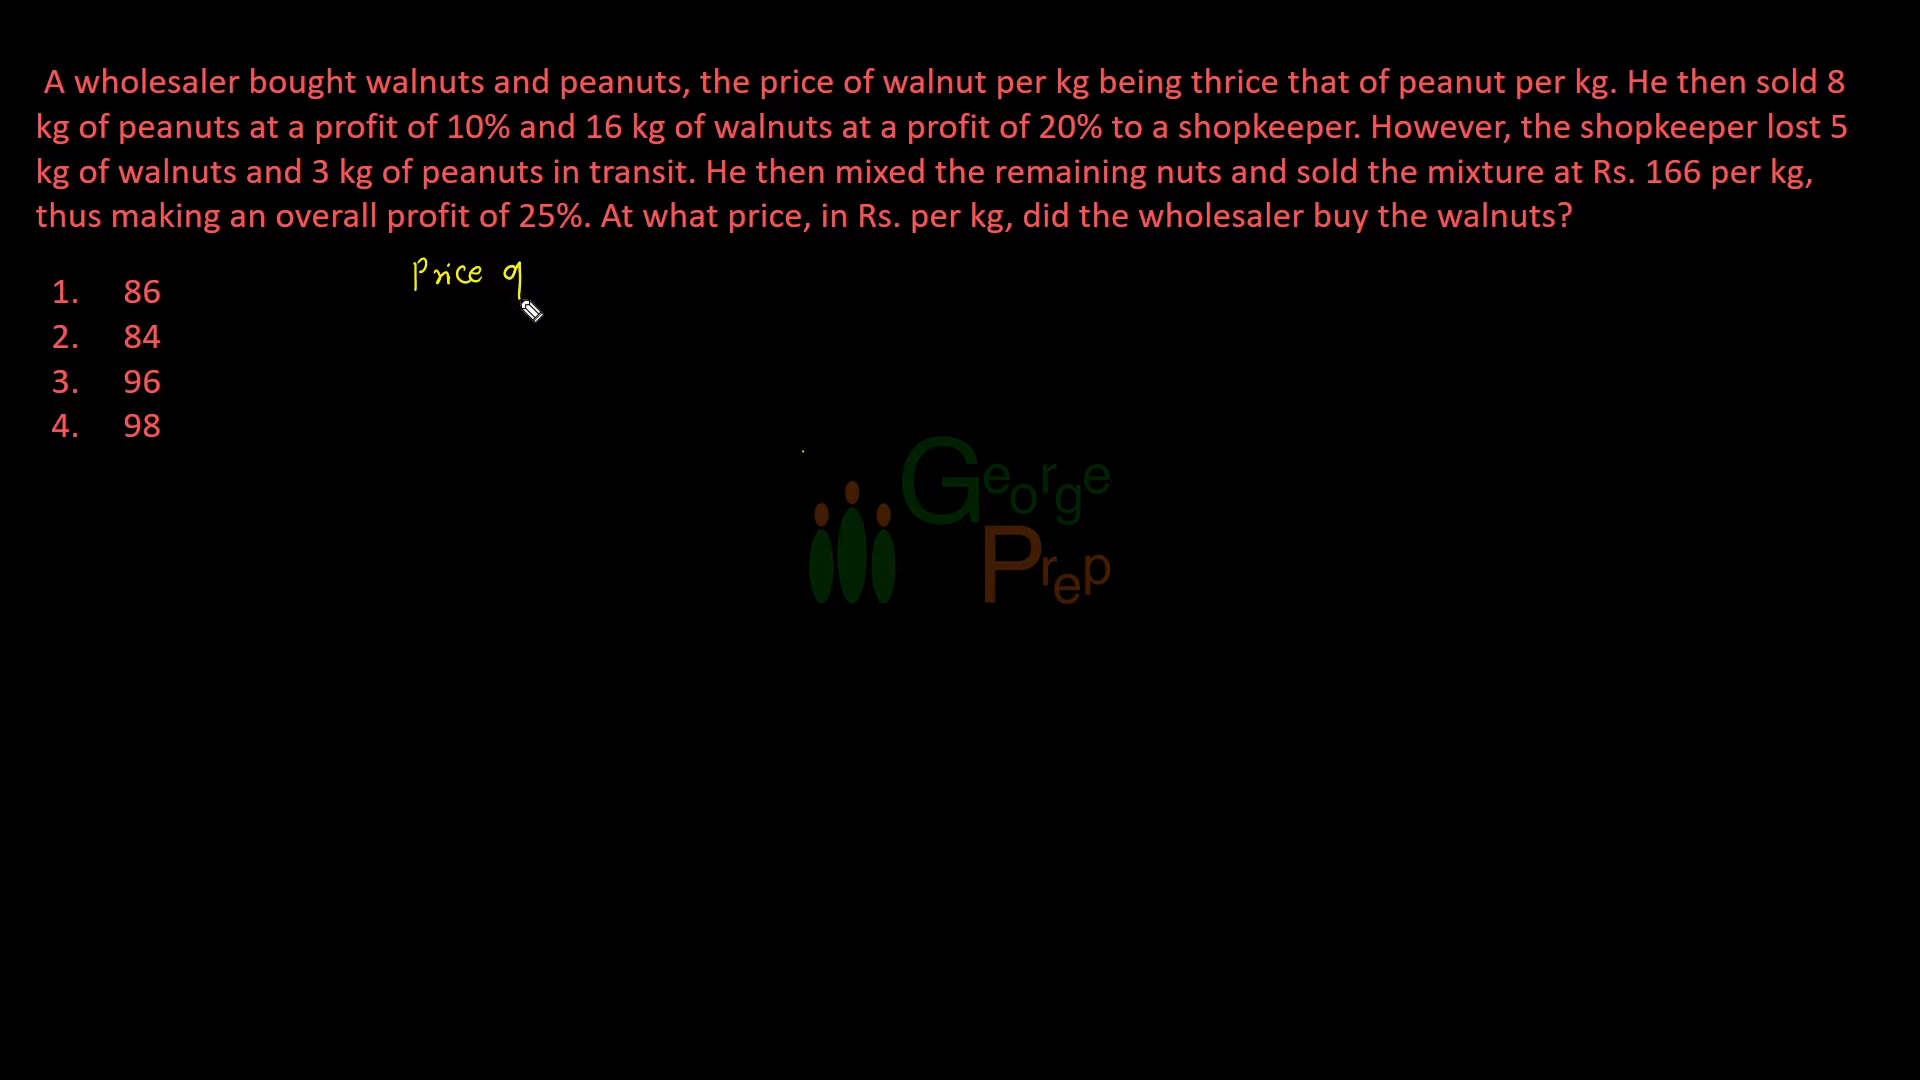 A wholesaler bought walnuts and peanuts, the price of walnut per kg being thrice that of peanut per kg. He then sold 8
kg of peanuts at a profit of 10% and 16 kg of walnuts at a profit of 20% to a shopkeeper. However, the shopkeeper lost 5
kg of walnuts and 3 kg of peanuts in transit. He then mixed the remaining nuts and sold the mixture at Rs. 166 per kg,
thus making an overall profit of 25%. At what price, in Rs. per kg, did the wholesaler buy the walnuts?
Price
1. 86
2. 84
3. 96
4. 98
George
Prep